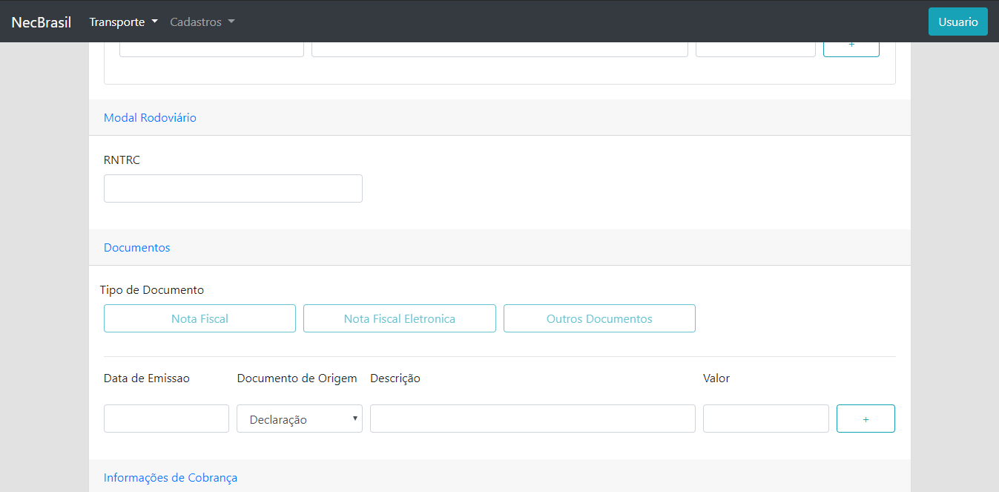 NecBrasil Transporte Cadastros Usuario
+
Modal Rodoviário
RNTRC
Documentos
Tipo de Documento
Nota Fiscal Nota Fiscal Eletronica Outros Documentos
Data de Emissao Documento de Origem Descrição Valor
Declaração +
Informações de Cobrança